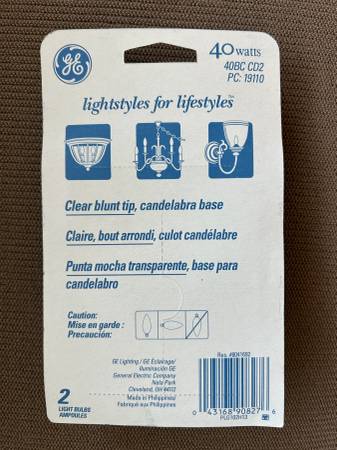 GE
40 watts
40BC CD2
PC: 19110
lightstyles for lifestyles™
Clear blunt tip, candelabra base
Claire, bout arrondi, culot candélabre
Punta mocha transparente, base para
candelabro
Caution:
Mise en garde :
Precaución:
GE Lighting / GE Éclairage/
Iluminación GE
General Electric Company
Nela Park
Cleveland, OH 44112
Made in Philippines/
Fabriqué aux Philippines
2
LIGHT BULBS
AMPOULES
0 43168 90827 6